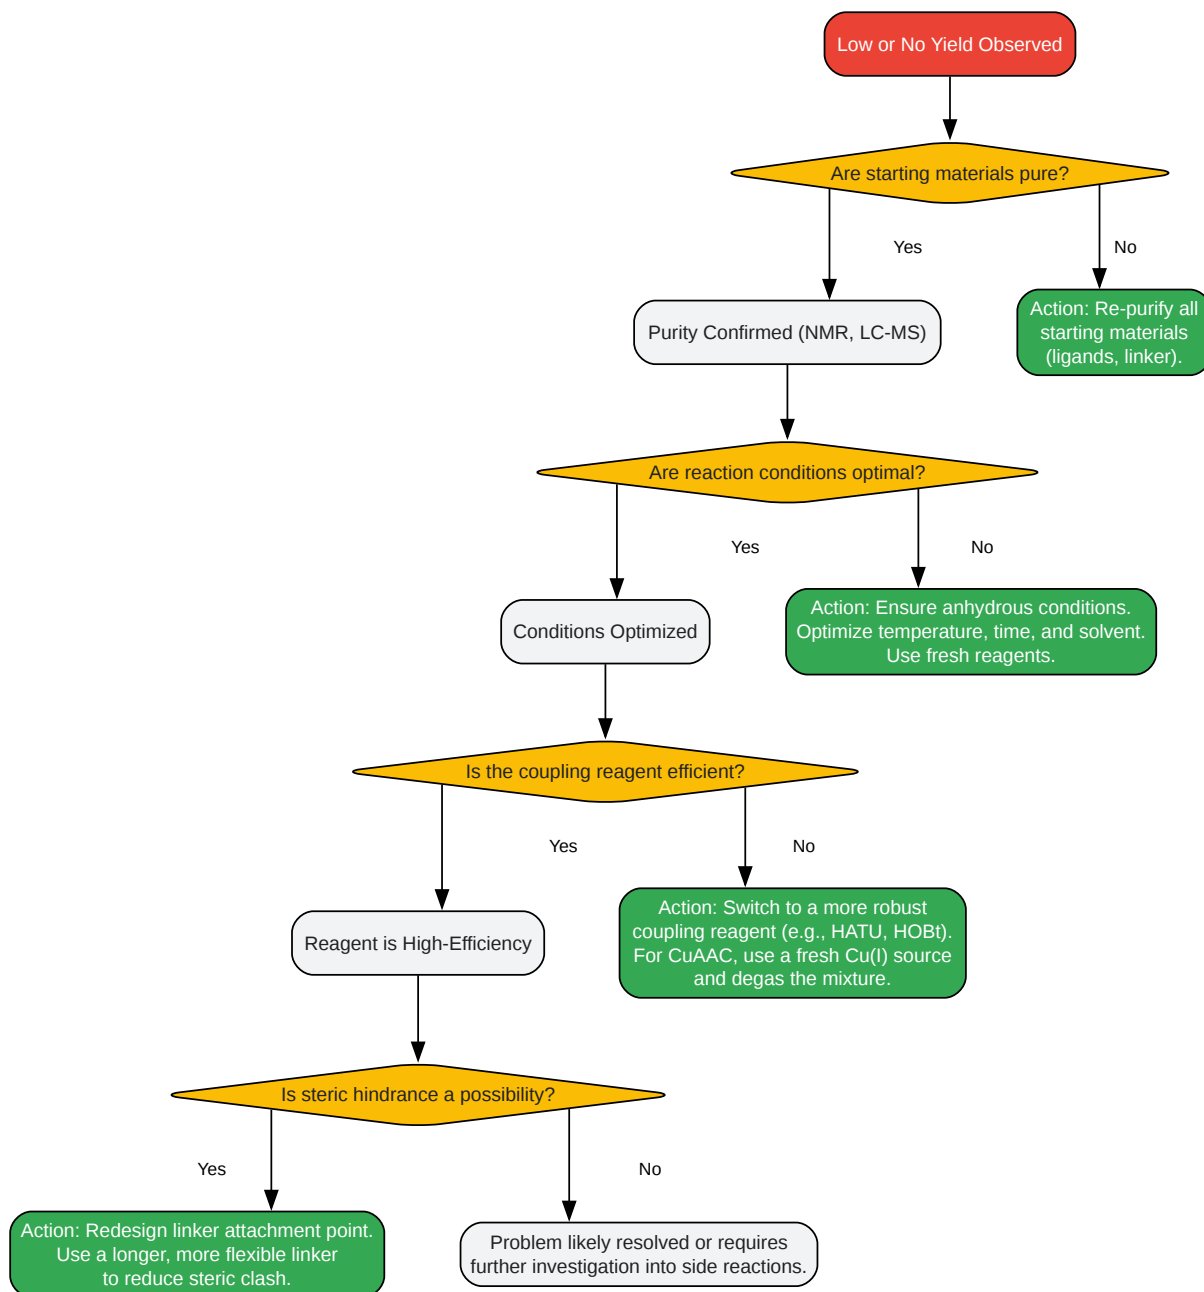 Low or No Yield Observed
Are starting materials pure?
Yes
No
Purity Confirmed (NMR, LC-MS)
Action: Re-purify all
starting materials
(ligands, linker).
Are reaction conditions optimal?
Yes
No
Conditions Optimized
Action: Ensure anhydrous conditions.
Optimize temperature, time, and solvent.
Use fresh reagents.
Is the coupling reagent efficient?
Yes
No
Reagent is High-Efficiency
Action: Switch to a more robust
coupling reagent (e.g., HATU, HOBt).
For CuAAC, use a fresh Cu(I) source
and degas the mixture.
Is steric hindrance a possibility?
Yes
No
Action: Redesign linker attachment point.
Use a longer, more flexible linker
to reduce steric clash.
Problem likely resolved or requires
further investigation into side reactions.